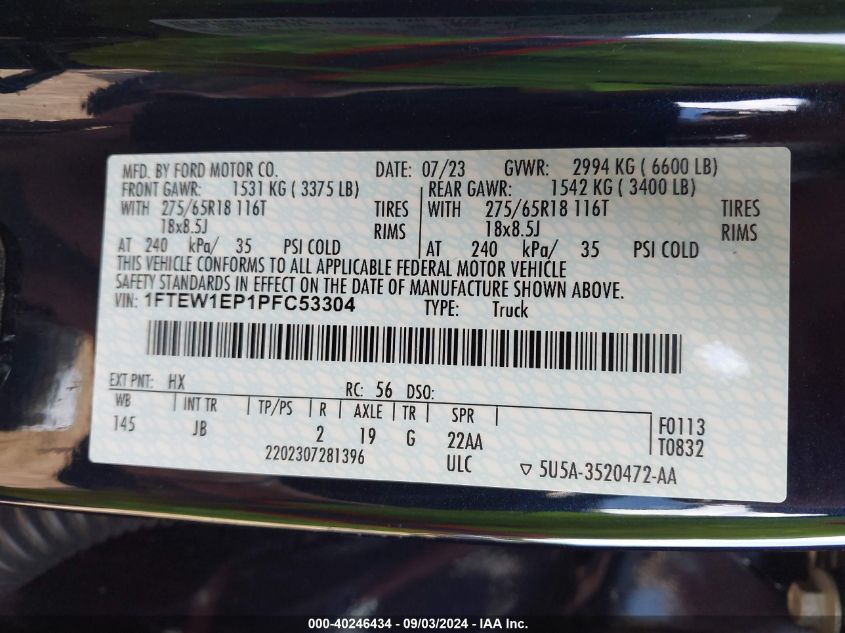 MFD. BY FORD MOTOR CO. DATE: 07/23 GVWR: 2994 KG ( 6600 LB)
FRONT GAWR: 1531 KG ( 3375 LB) REAR GAWR: 1542 KG ( 3400 LB)
WITH 275/65R18 116T TIRES WITH 275/65R18 116T TIRES
18x8.5J RIMS 18x8.5J RIMS
AT 240 kPa/ 35 PSI COLD AT 240 kPa/ 35 PSI COLD
THIS VEHICLE CONFORMS TO ALL APPLICABLE FEDERAL MOTOR VEHICLE
SAFETY STANDARDS IN EFFECT ON THE DATE OF MANUFACTURE SHOWN ABOVE.
VIN: 1FTEW1EP1PFC53304 TYPE: Truck
EXT PNT: HX RC: 56 DSO:
WB INT TR TP/PS R AXLE TR SPR F0113
145 JB 2 19 G 22AA T0832
2202307281396 ULC 5U5A-3520472-AA
000-40246434 - 09/03/2024 - IAA Inc.